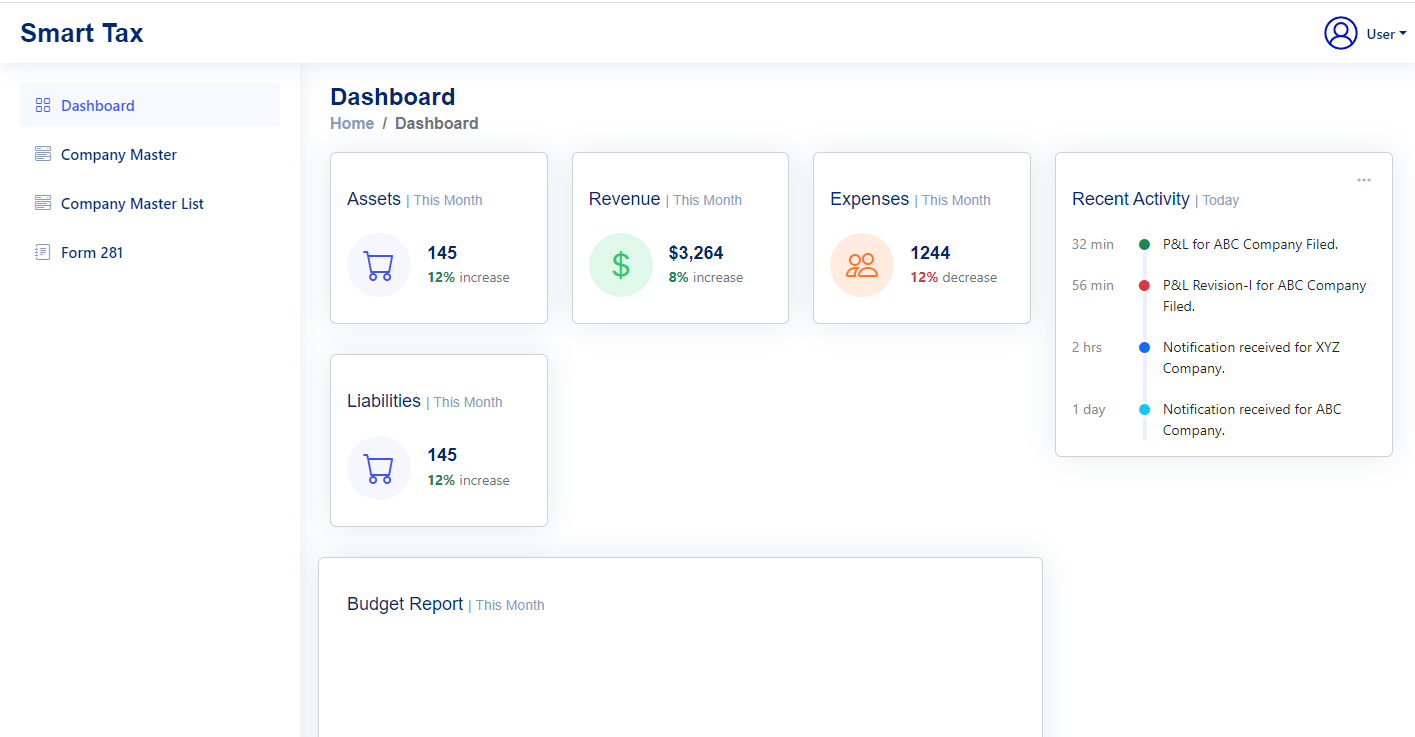 Smart Tax
User
Dashboard
Company Master
Company Master List
Form 281
Dashboard
Home / Dashboard
Assets | This Month
145
12% increase
Revenue | This Month
$3,264
8% increase
Expenses | This Month
1244
12% decrease
Liabilities | This Month
145
12% increase
Recent Activity | Today
32 min
P&L for ABC Company Filed.
56 min
P&L Revision-I for ABC Company
Filed.
2 hrs
Notification received for XYZ
Company.
1 day
Notification received for ABC
Company.
Budget Report | This Month